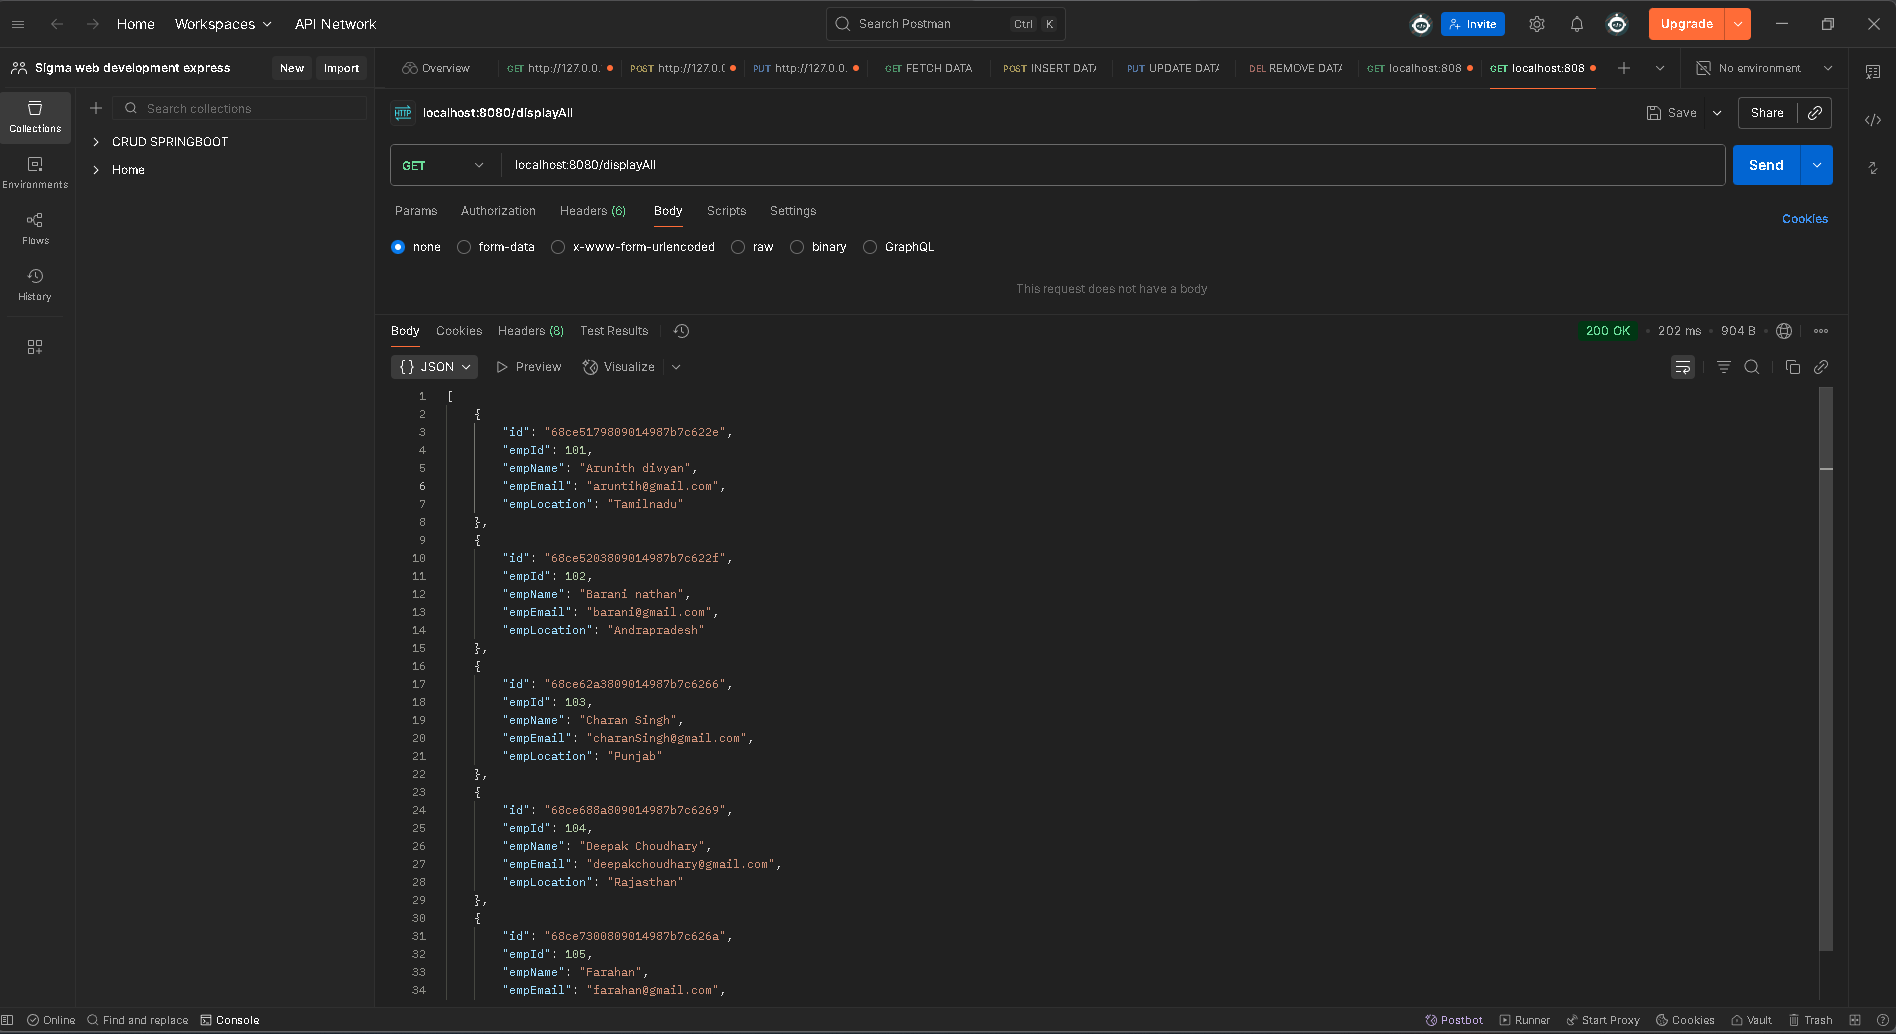 Home Workspaces API Network Search Postman Ctrl K Invite Upgrade
Sigma web development express New Import
Overview GET http://127.0.0. POST http://127.0.( PUT http://127.0.0. GET FETCH DATA POST INSERT DATA PUT UPDATE DATA DEL REMOVE DATA GET localhost:808 GET localhost:808 No environment
Collections
Environments
Flows
History
Search collections
CRUD SPRINGBOOT
Home
HTTP localhost:8080/displayAll Save Share
GET localhost:8080/displayAll Send
Params Authorization Headers (6) Body Scripts Settings Cookies
none form-data x-www-form-urlencoded raw binary GraphQL
This request does not have a body
Body Cookies Headers (8) Test Results 200 OK 202 ms 904 B
{} JSON Preview Visualize
1 [
2 {
3 "id": "68ce5179809014987b7c622e",
4 "empId": 101,
5 "empName": "Arunith divyan",
6 "empEmail": "aruntih@gmail.com",
7 "empLocation": "Tamilnadu"
8 },
9 {
10 "id": "68ce5203809014987b7c622f",
11 "empId": 102,
12 "empName": "Barani nathan",
13 "empEmail": "barani@gmail.com",
14 "empLocation": "Andrapradesh"
15 },
16 {
17 "id": "68ce62a3809014987b7c6266",
18 "empId": 103,
19 "empName": "Charan Singh",
20 "empEmail": "charanSingh@gmail.com",
21 "empLocation": "Punjab"
22 },
23 {
24 "id": "68ce688a809014987b7c6269",
25 "empId": 104,
26 "empName": "Deepak Choudhary",
27 "empEmail": "deepakchoudhary@gmail.com",
28 "empLocation": "Rajasthan"
29 },
30 {
31 "id": "68ce7300809014987b7c626a",
32 "empId": 105,
33 "empName": "Farahan",
34 "empEmail": "farahan@gmail.com",
Online Find and replace Console Postbot Runner Start Proxy Cookies Vault Trash